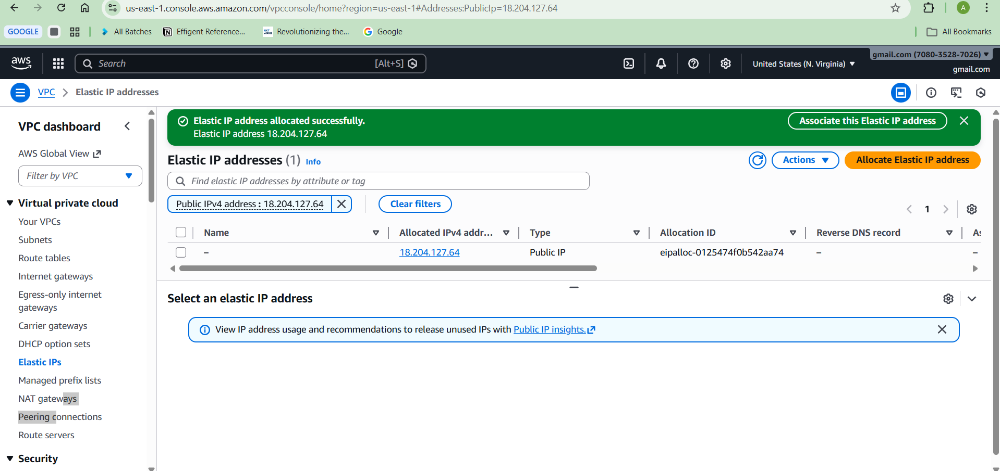 us-east-1.console.aws.amazon.com/vpcconsole/home?region=us-east-1#Addresses:PublicIp=18.204.127.64
A
GOOGLE
All Batches
Effigent Reference...
Revolutionizing the...
Google
All Bookmarks
aws
Search
[Alt+S]
United States (N. Virginia)
gmail.com (7080-3528-7026)
gmail.com
VPC
Elastic IP addresses
VPC dashboard
AWS Global View
Filter by VPC
Virtual private cloud
Your VPCs
Subnets
Route tables
Internet gateways
Egress-only internet
gateways
Carrier gateways
DHCP option sets
Elastic IPs
Managed prefix lists
NAT gateways
Peering connections
Route servers
Security
Elastic IP address allocated successfully.
Elastic IP address 18.204.127.64
Associate this Elastic IP address
Elastic IP addresses (1) Info
Actions
Allocate Elastic IP address
Find elastic IP addresses by attribute or tag
Public IPv4 address : 18.204.127.64
Clear filters
1
Name Allocated IPv4 addr... Type Allocation ID Reverse DNS record
– 18.204.127.64 Public IP eipalloc-0125474f0b542aa74 – –
Select an elastic IP address
View IP address usage and recommendations to release unused IPs with Public IP insights.